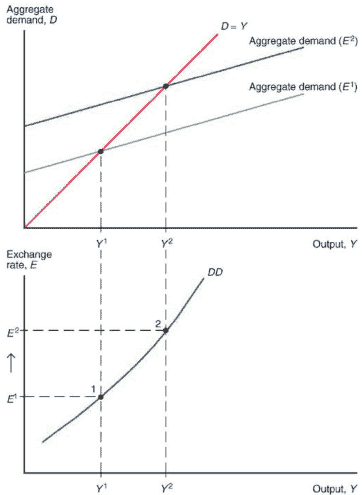 Aggregate
demand, D
D = Y
Aggregate demand (E²)
Aggregate demand (E¹)
Y¹
Y²
Output, Y
Exchange
rate, E
DD
E²
2
E¹
1
Y¹
Y²
Output, Y